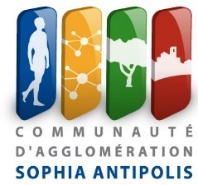 COMMUNAUTÉ
D'AGGLOMÉRATION
SOPHIA ANTIPOLIS